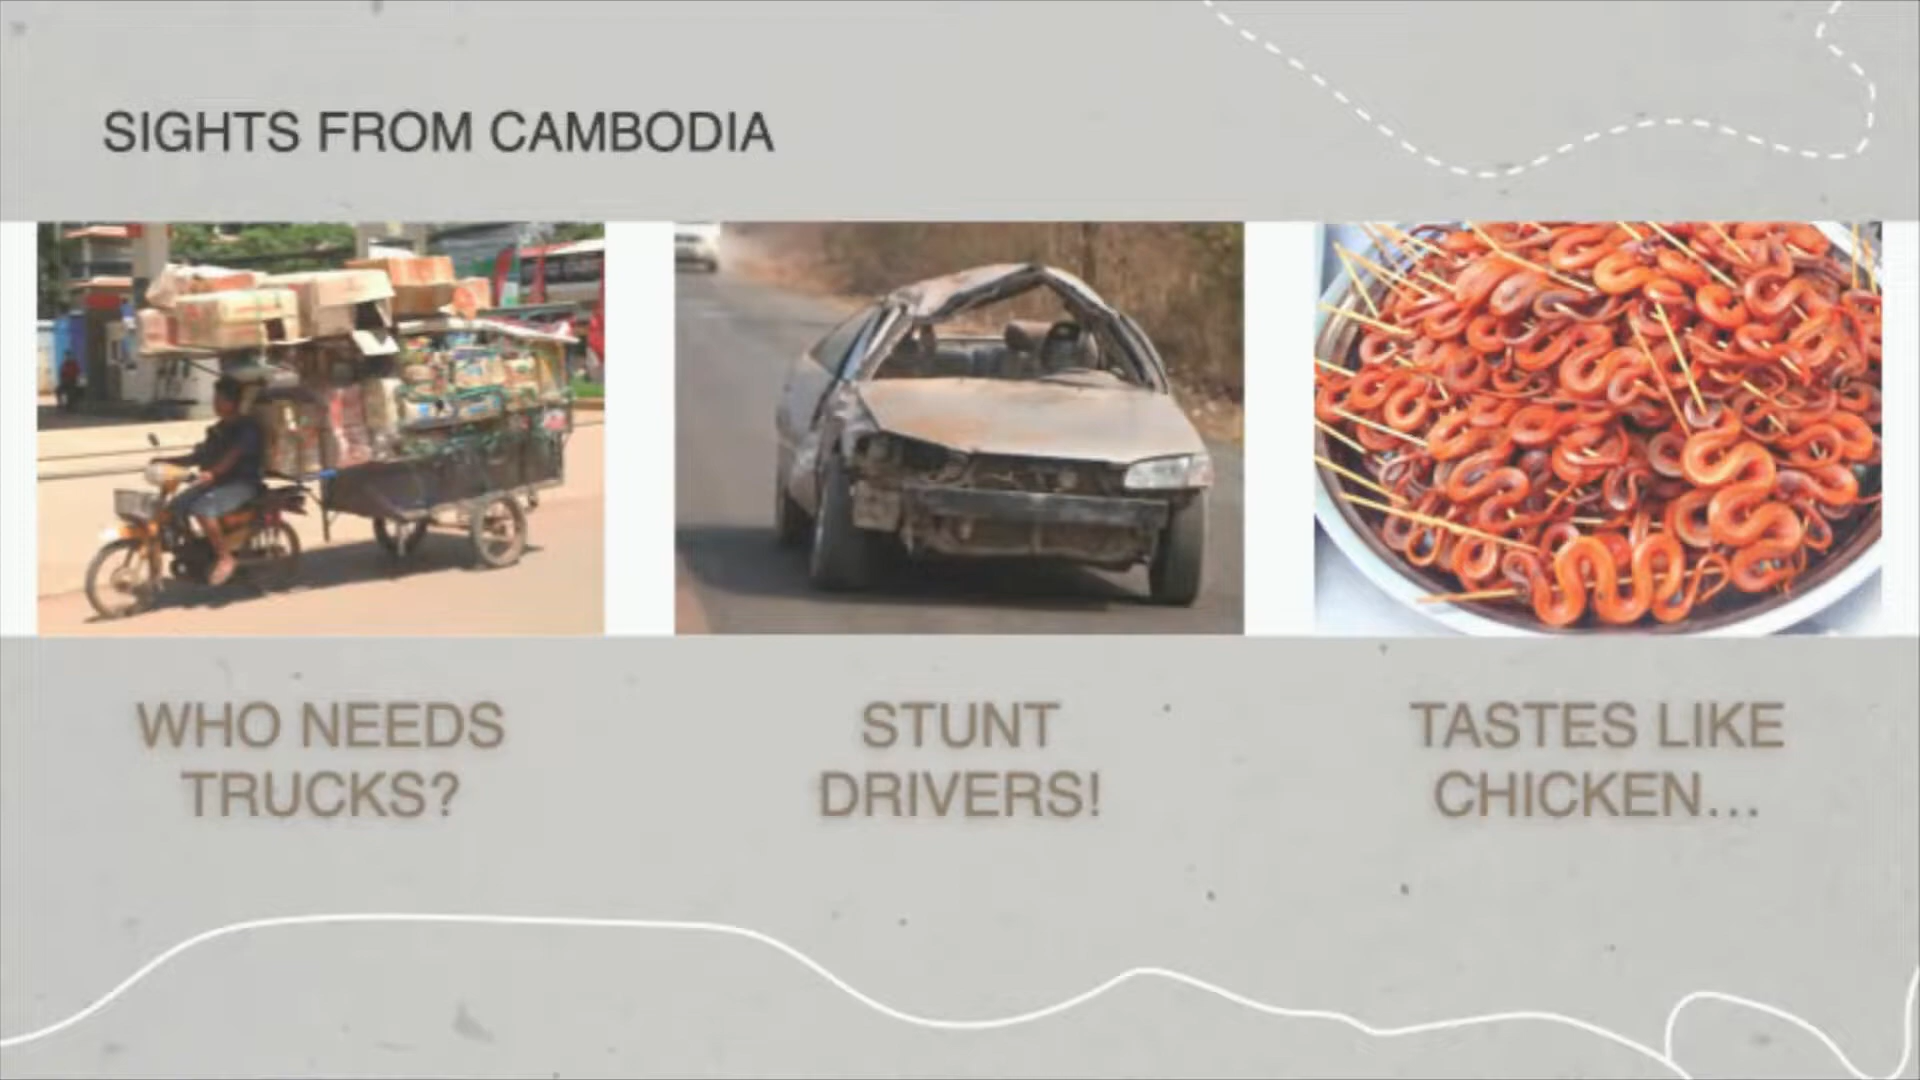 SIGHTS FROM CAMBODIA
WHO NEEDS
TRUCKS?
STUNT
DRIVERS!
TASTES LIKE
CHICKEN...